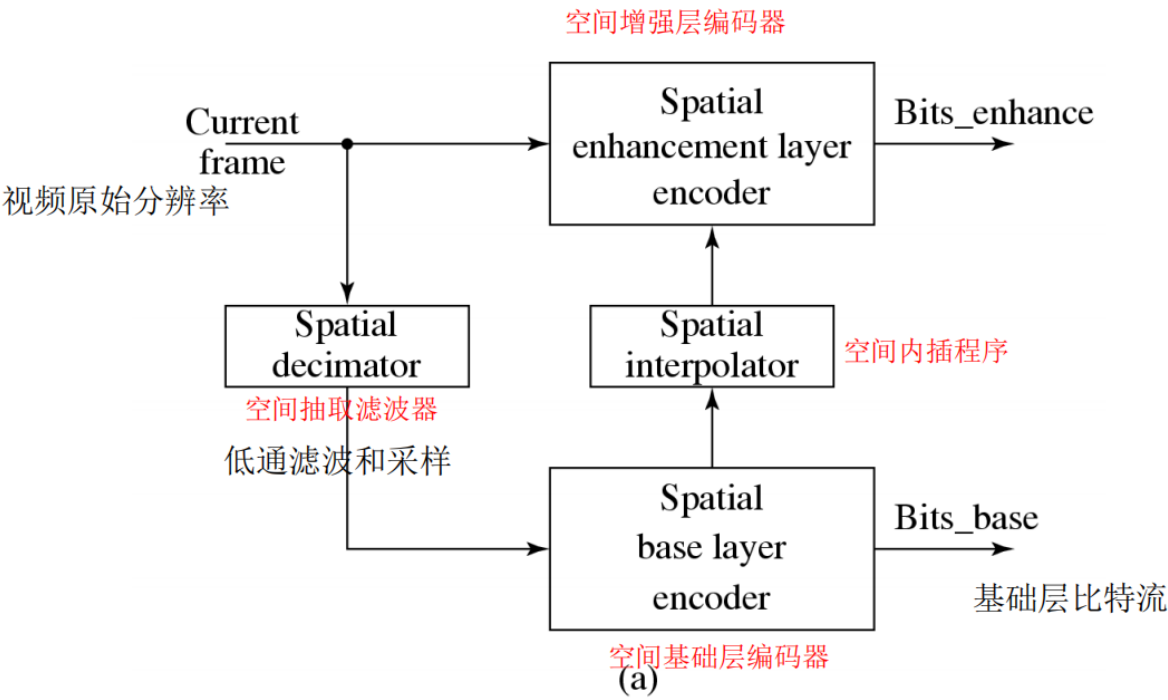 空间增强层编码器
Spatial
enhancement layer
encoder
Bits_enhance
Current
frame
视频原始分辨率
Spatial
decimator
空间抽取滤波器
低通滤波和采样
Spatial
interpolator
空间内插程序
Spatial
base layer
encoder
Bits_base
基础层比特流
空间基础层编码器
(a)